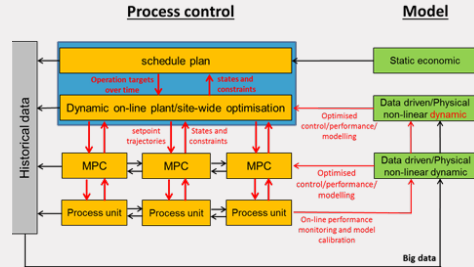 Process control
Model
schedule plan
Static economic
Operation targets
over time
states and
constraints
Dynamic on-line plant/site-wide optimisation
Data driven/Physical
non-linear dynamic
Optimised
control/performance/
modelling
setpoint
trajectories
States and
constraints
Historical data
MPC
MPC
MPC
Data driven/Physical
non-linear dynamic
Optimised
control/performance/
modelling
Process unit
Process unit
Process unit
On-line performance
monitoring and model
calibration
Big data